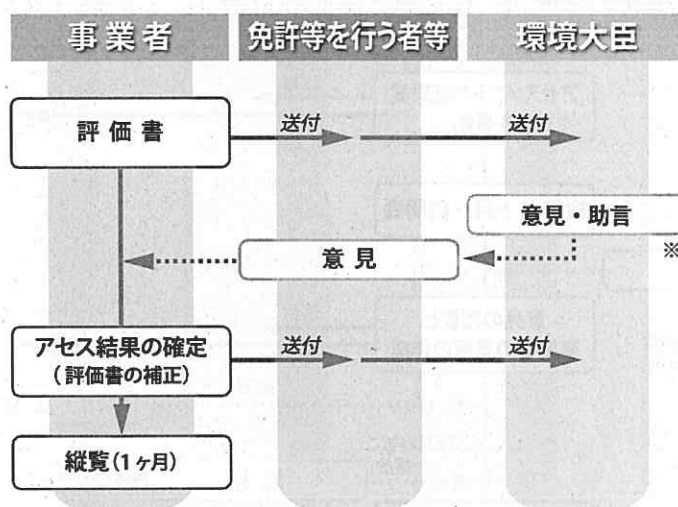 事業者
免許等を行う者等
環境大臣
評価書
送付
送付
意見・助言
※
意見
アセス結果の確定
(評価書の補正)
送付
送付
縦覧(1ヶ月)